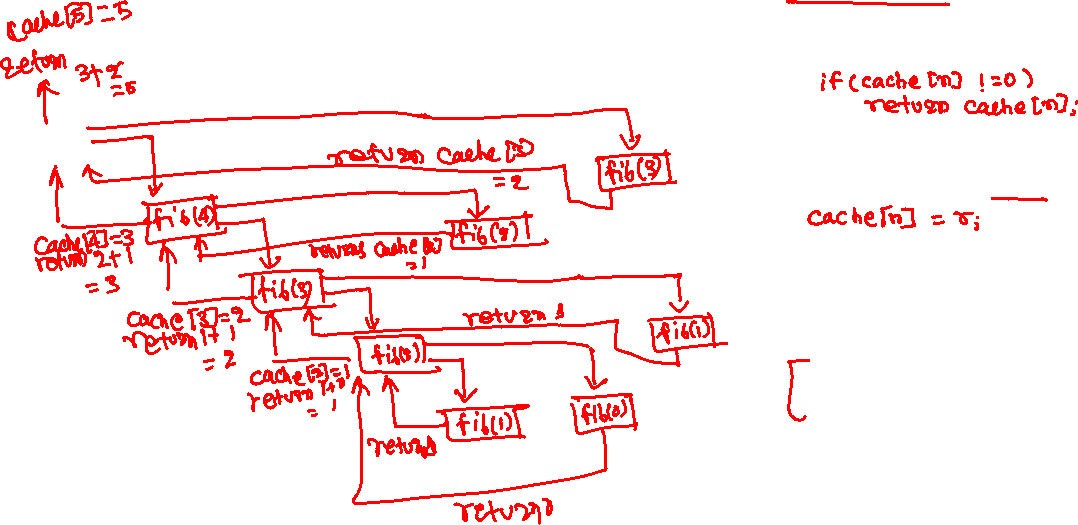 cache[5]=5
return 3+2
=5
if(cache[n] !=0)
return cache[n];
return cache[3]
=2
fib(3)
fib(4)
cache[n] = r;
cache[4]=3
return 2+1
=3
returns cache[2]
=1
fib(2)
fib(3)
cache[3]=2
return 1+1
=2
return 1
fib(1)
fib(2)
cache[2]=1
return 1+0
=1
fib(1)
fib(0)
return 1
return 0